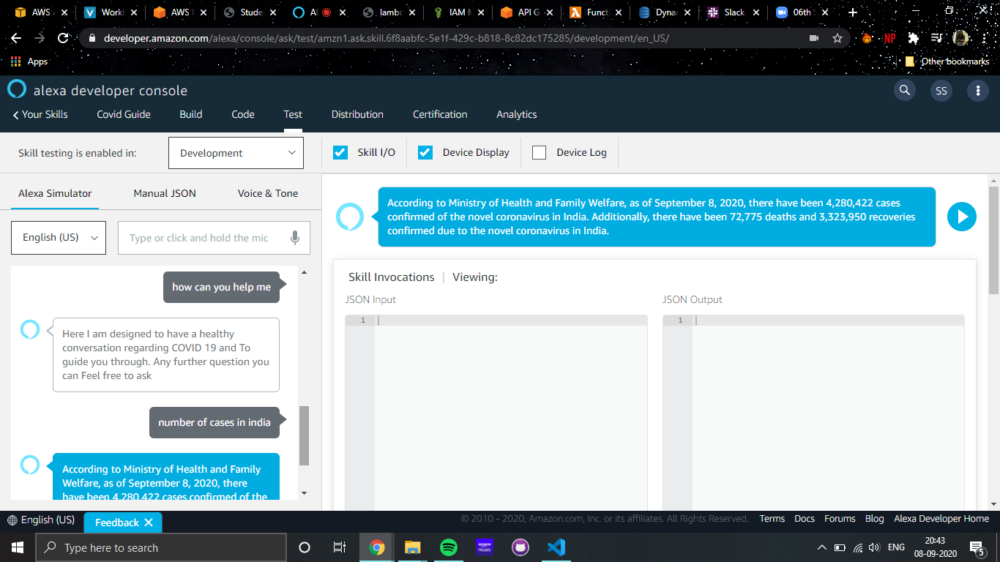 AWS
Workl
AWS
Stude
lamb
IAM
API G
Funct
Dynar
Slack
06th S
developer.amazon.com/alexa/console/ask/test/amzn1.ask.skill.6f8aabfc-5e1f-429c-b818-8c82dc175285/development/en_US/
NP
Apps
Other bookmarks
alexa developer console
SS
Your Skills Covid Guide Build Code Test Distribution Certification Analytics
Skill testing is enabled in: Development Skill I/O Device Display Device Log
Alexa Simulator Manual JSON Voice & Tone
English (US) Type or click and hold the mic
how can you help me
Here I am designed to have a healthy
conversation regarding COVID 19 and To
guide you through. Any further question you
can Feel free to ask
number of cases in india
According to Ministry of Health and Family
Welfare, as of September 8, 2020, there
have been 4,280,422 cases confirmed of the
According to Ministry of Health and Family Welfare, as of September 8, 2020, there have been 4,280,422 cases
confirmed of the novel coronavirus in India. Additionally, there have been 72,775 deaths and 3,323,950 recoveries
confirmed due to the novel coronavirus in India.
Skill Invocations | Viewing:
JSON Input JSON Output
1 1
English (US) Feedback © 2010 - 2020, Amazon.com, Inc. or its affiliates. All Rights Reserved. Terms Docs Forums Blog Alexa Developer Home
Type here to search
amazon
music
ENG
20:43
08-09-2020
5